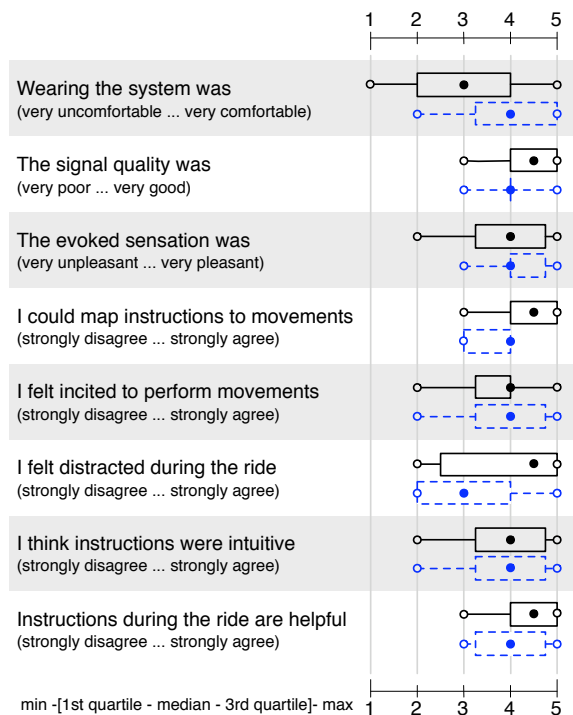 1 2 3 4 5
Wearing the system was
(very uncomfortable ... very comfortable)
The signal quality was
(very poor ... very good)
The evoked sensation was
(very unpleasant ... very pleasant)
I could map instructions to movements
(strongly disagree ... strongly agree)
I felt incited to perform movements
(strongly disagree ... strongly agree)
I felt distracted during the ride
(strongly disagree ... strongly agree)
I think instructions were intuitive
(strongly disagree ... strongly agree)
Instructions during the ride are helpful
(strongly disagree ... strongly agree)
min -[1st quartile - median - 3rd quartile]- max 1 2 3 4 5